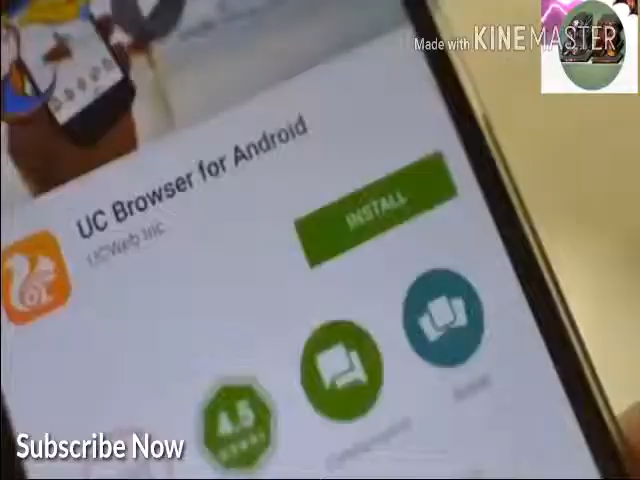 Made with KINEMASTER
UC Browser for Android
UCWeb Inc.
INSTALL
4.5
Subscribe Now